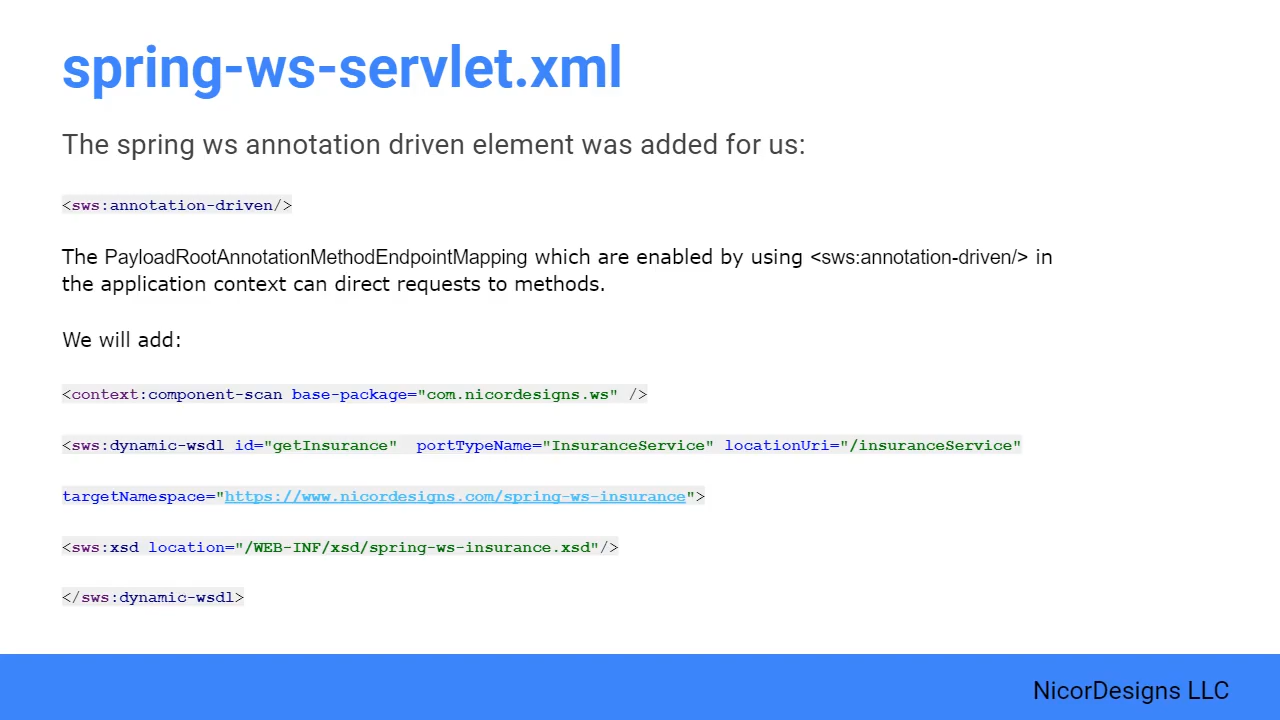 spring-ws-servlet.xml
The spring ws annotation driven element was added for us:
<sws:annotation-driven/>
The PayloadRootAnnotationMethodEndpointMapping which are enabled by using <sws:annotation-driven/> in
the application context can direct requests to methods.
We will add:
<context:component-scan base-package="com.nicordesigns.ws" />
<sws:dynamic-wsdl id="getInsurance"  portTypeName="InsuranceService" locationUri="/insuranceService"
targetNamespace="https://www.nicordesigns.com/spring-ws-insurance">
<sws:xsd location="/WEB-INF/xsd/spring-ws-insurance.xsd"/>
</sws:dynamic-wsdl>
NicorDesigns LLC